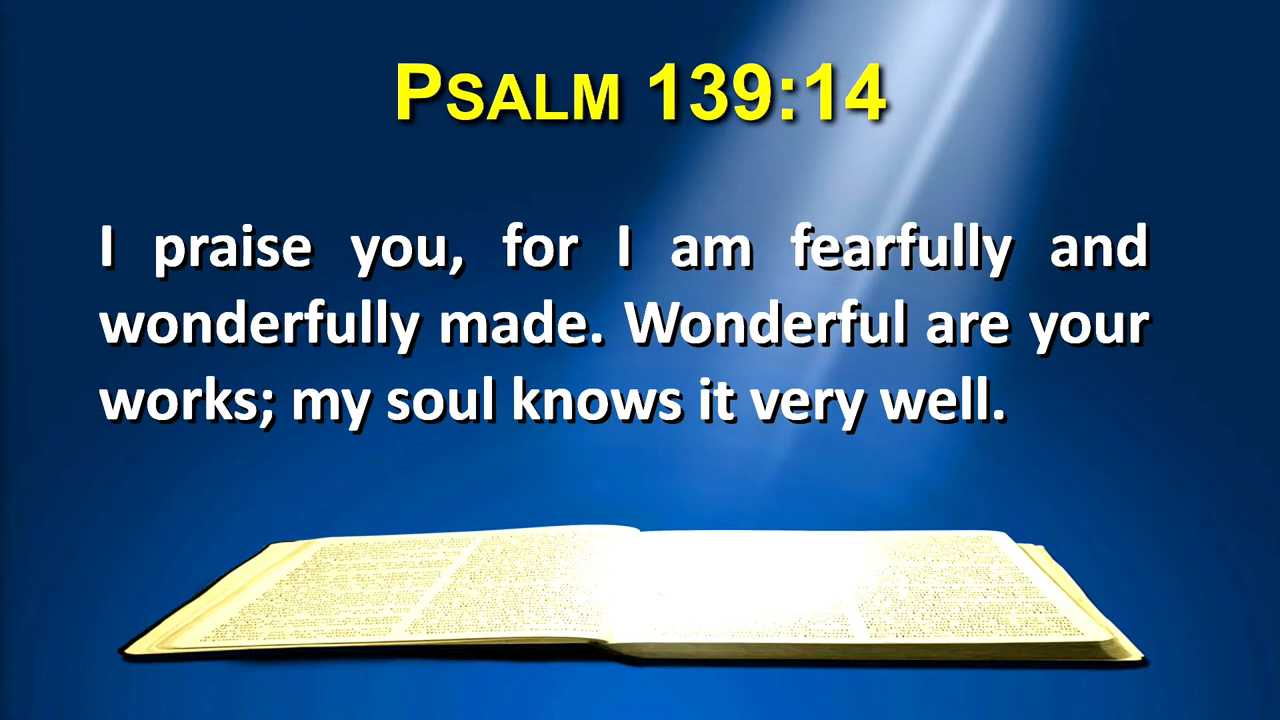 PSALM 139:14
I praise you, for I am fearfully and
wonderfully made. Wonderful are your
works; my soul knows it very well.